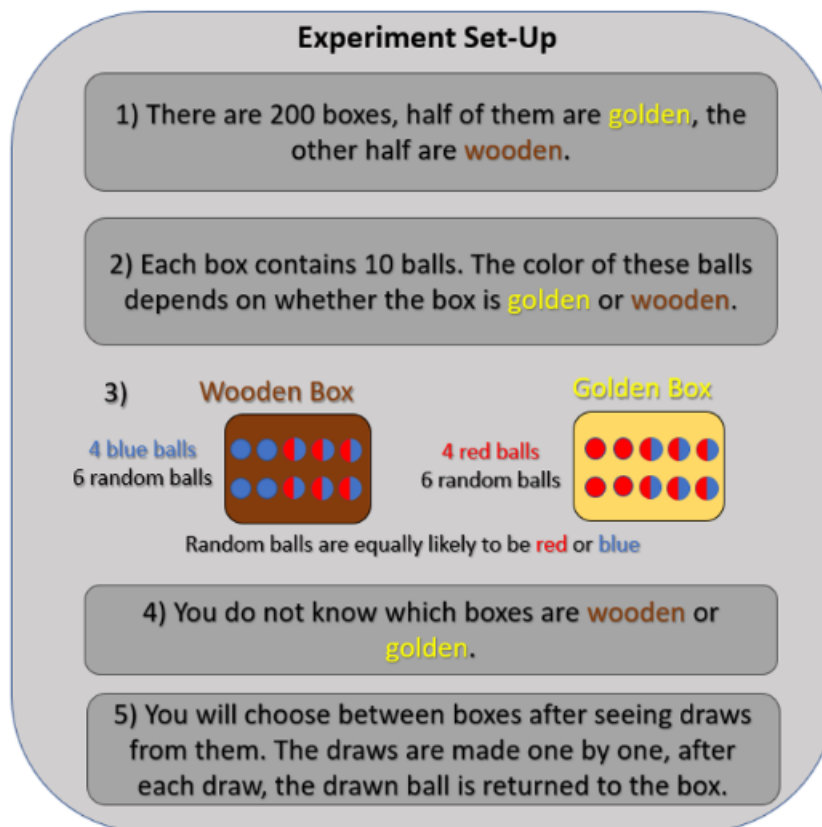 Experiment Set-Up
1) There are 200 boxes, half of them are golden, the
other half are wooden.
2) Each box contains 10 balls. The color of these balls
depends on whether the box is golden or wooden.
3)
Wooden Box
4 blue balls
6 random balls
Golden Box
4 red balls
6 random balls
Random balls are equally likely to be red or blue
4) You do not know which boxes are wooden or
golden.
5) You will choose between boxes after seeing draws
from them. The draws are made one by one, after
each draw, the drawn ball is returned to the box.